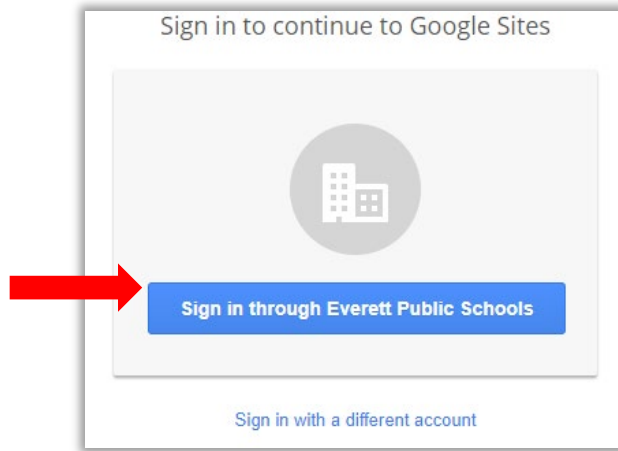 Sign in to continue to Google Sites
Sign in through Everett Public Schools
Sign in with a different account